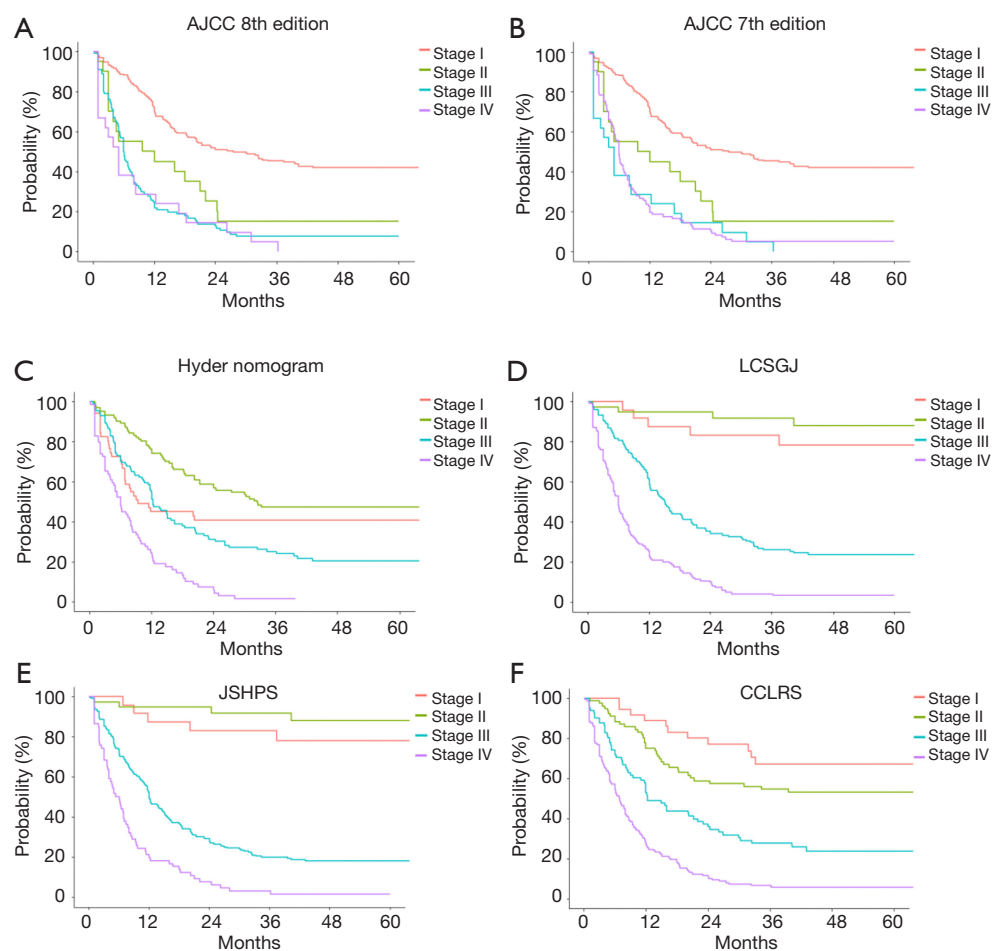 A
AJCC 8th edition
100
80
60
40
20
0
Probability (%)
0 12 24 36 48 60
Months
Stage I
Stage II
Stage III
Stage IV
B
AJCC 7th edition
100
80
60
40
20
0
Probability (%)
0 12 24 36 48 60
Months
Stage I
Stage II
Stage III
Stage IV
C
Hyder nomogram
100
80
60
40
20
0
Probability (%)
0 12 24 36 48 60
Months
Stage I
Stage II
Stage III
Stage IV
D
LCSGJ
100
80
60
40
20
0
Probability (%)
0 12 24 36 48 60
Months
Stage I
Stage II
Stage III
Stage IV
E
JSHPS
100
80
60
40
20
0
Probability (%)
0 12 24 36 48 60
Months
Stage I
Stage II
Stage III
Stage IV
F
CCLRS
100
80
60
40
20
0
Probability (%)
0 12 24 36 48 60
Months
Stage I
Stage II
Stage III
Stage IV